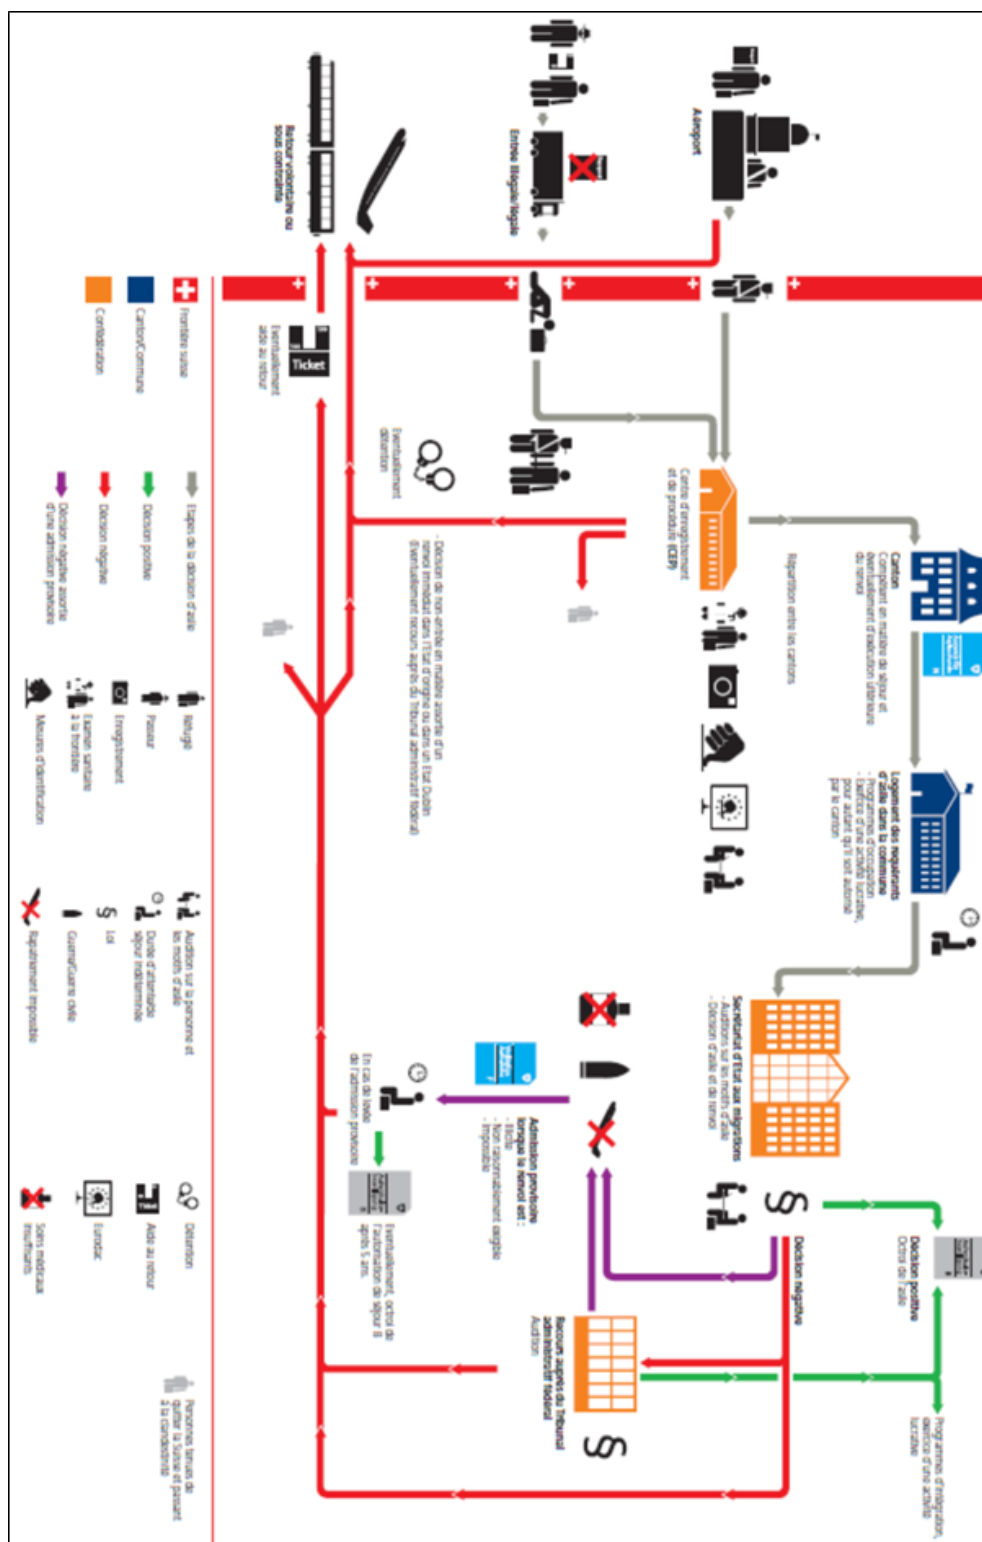 Aéroport
Entrée illégale/légale
Retour volontaire ou
sous contrainte
Ticket
Eventuellement
aide au retour
Eventuellement
détention
Centre d'enregistrement
et de procédure (CEP)
- Décision de non-entrée en matière assortie d'un
renvoi immédiat dans l'Etat d'origine ou dans un Etat Dublin
(Eventuellement recours auprès du Tribunal administratif fédéral)
Répartition entre les cantons
Canton
Compétent en matière de séjour et
éventuellement d'exécution ultérieure
du renvoi
Logement des requérants
d'asile dans la commune
- Programmes d'occupation
- Exercice d'une activité lucrative,
pour autant qu'il soit autorisé
par le canton
Secrétariat d'Etat aux migrations
- Auditions sur les motifs d'asile
- Décision d'asile et de renvoi
Décision positive
Octroi de l'asile
- Programmes d'intégration,
exercice d'une activité
lucrative
Décision négative
Recours auprès du Tribunal
administratif fédéral
Audition
Admission provisoire
lorsque le renvoi est :
- Illicite
- Non raisonnablement exigible
- Impossible
En cas de levée
de l'admission provisoire
Eventuellement, octroi de
l'autorisation de séjour B
après 5 ans.
Frontière suisse
Canton/Commune
Confédération
Etapes de la décision d'asile
Décision positive
Décision négative
Décision négative assortie
d'une admission provisoire
Réfugié
Passeur
Enregistrement
Examen sanitaire
à la frontière
Mesures d'identification
Audition sur la personne et
les motifs d'asile
Durée d'attente/de
séjour indéterminée
Loi
Guerre/Guerre civile
Rapatriement impossible
Détention
Aide au retour
Eurodac
Soins médicaux
insuffisants
Personnes tenues de
quitter la Suisse et passant
à la clandestinité